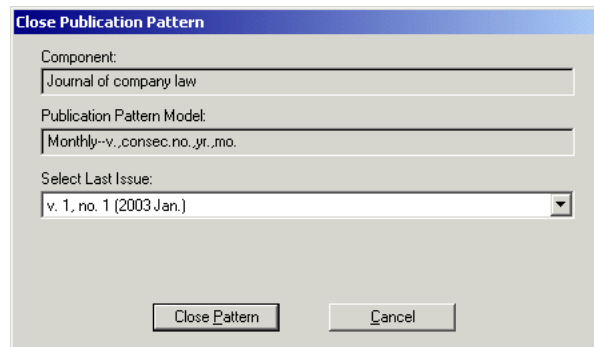 Close Publication Pattern
Component:
Journal of company law
Publication Pattern Model:
Monthly--v.,consec.no.,yr.,mo.
Select Last Issue:
v. 1, no. 1 (2003 Jan.)
Close Pattern Cancel